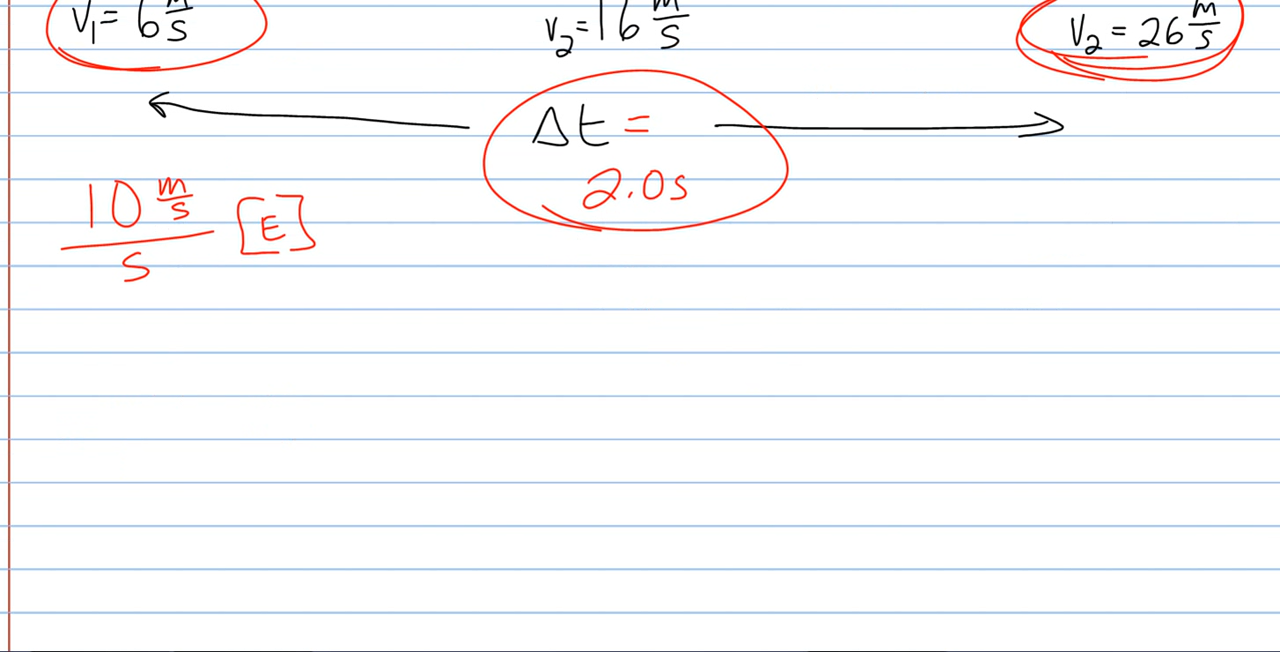 V₁ = 6 m/s V₂ = 16 m/s V₂ = 26 m/s
Δt =
2.0s
10 m/s / s [E]